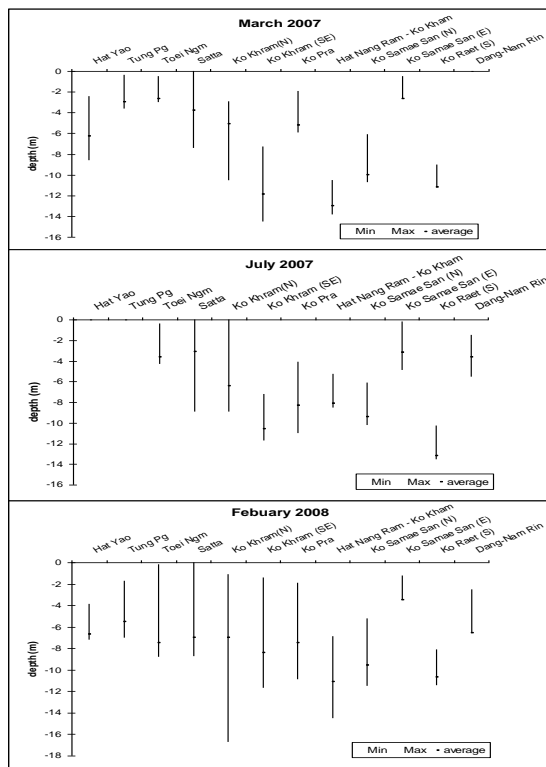 March 2007
Hat Yao
Tung Pg
Toei Ngm
Satta
Ko Khram(N)
Ko Khram (SE)
Ko Pra
Hat Nang Ram - Ko Kham
Ko Samae San (N)
Ko Samae San (E)
Ko Raet (S)
Dang-Nam Rin
0
-2
-4
-6
-8
-10
-12
-14
-16
depth (m)
Min Max average
July 2007
Hat Yao
Tung Pg
Toei Ngm
Satta
Ko Khram(N)
Ko Khram (SE)
Ko Pra
Hat Nang Ram - Ko Kham
Ko Samae San (N)
Ko Samae San (E)
Ko Raet (S)
Dang-Nam Rin
0
-2
-4
-6
-8
-10
-12
-14
-16
depth (m)
Min Max average
Febuary 2008
Hat Yao
Tung Pg
Toei Ngm
Satta
Ko Khram(N)
Ko Khram (SE)
Ko Pra
Hat Nang Ram - Ko Kham
Ko Samae San (N)
Ko Samae San (E)
Ko Raet (S)
Dang-Nam Rin
0
-2
-4
-6
-8
-10
-12
-14
-16
-18
depth (m)
Min Max average